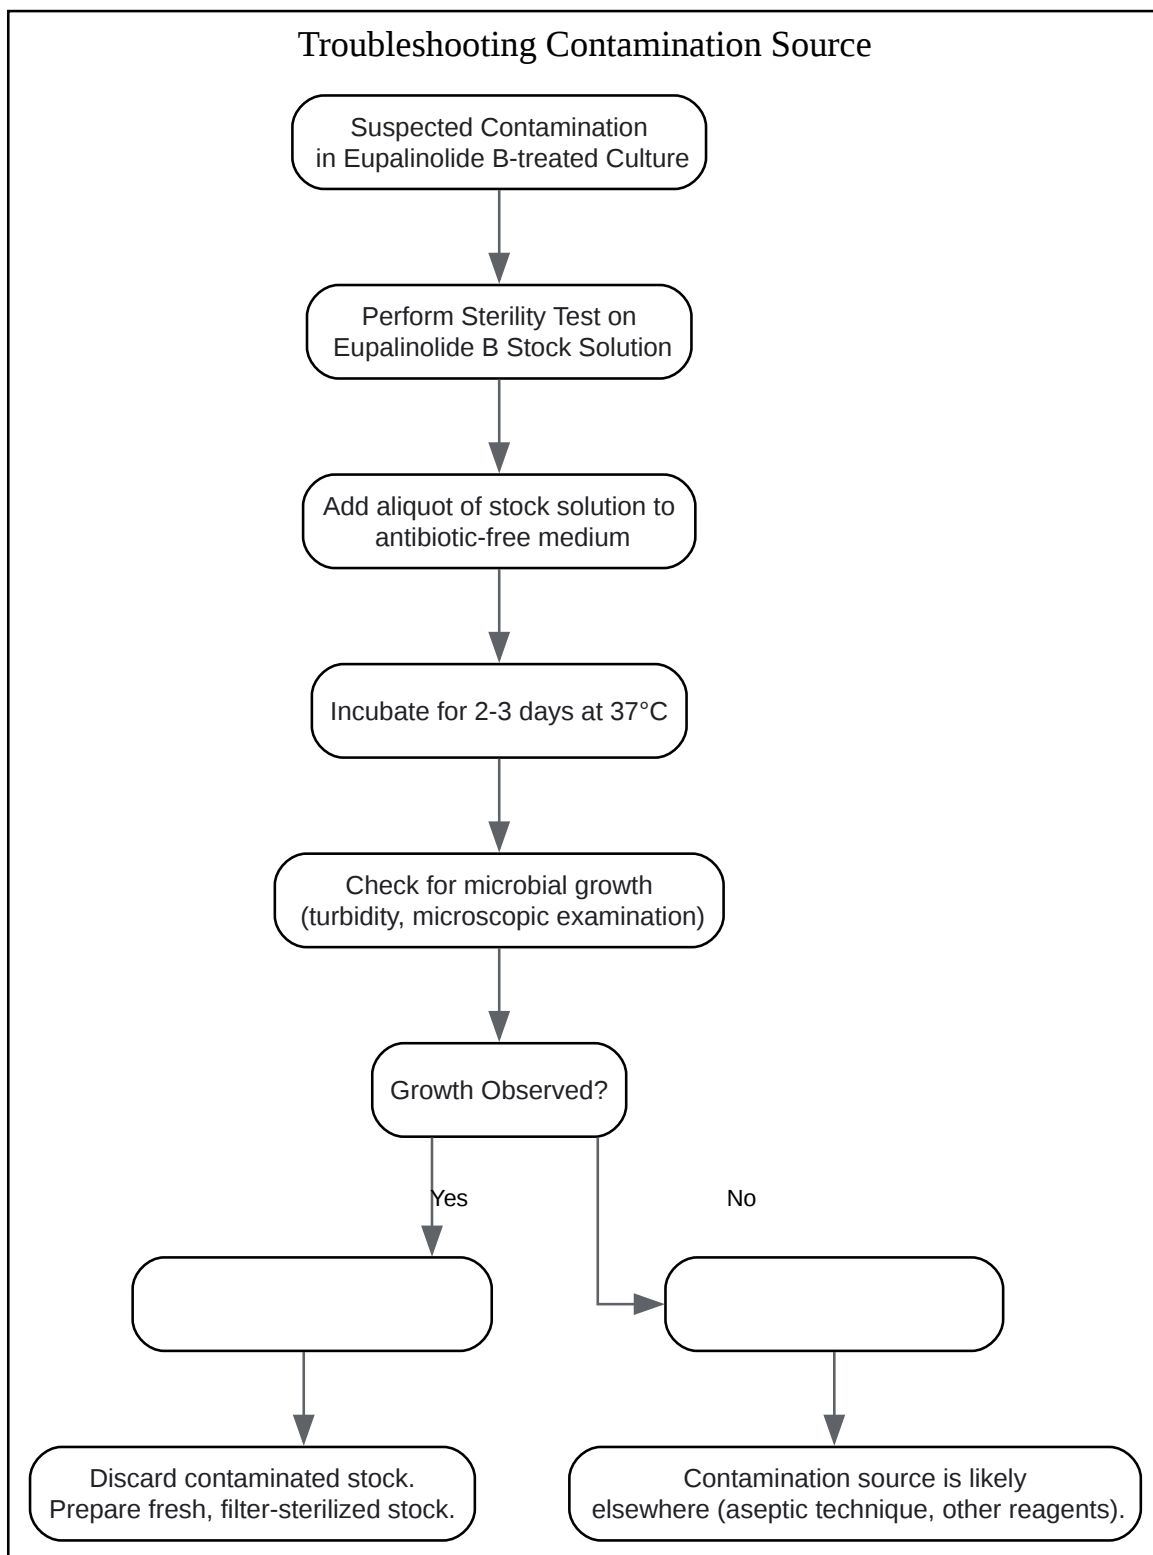 Troubleshooting Contamination Source
Suspected Contamination
in Eupalinolide B-treated Culture
Perform Sterility Test on
Eupalinolide B Stock Solution
Add aliquot of stock solution to
antibiotic-free medium
Incubate for 2-3 days at 37°C
Check for microbial growth
(turbidity, microscopic examination)
Growth Observed?
Yes
No
Discard contaminated stock.
Prepare fresh, filter-sterilized stock.
Contamination source is likely
elsewhere (aseptic technique, other reagents).